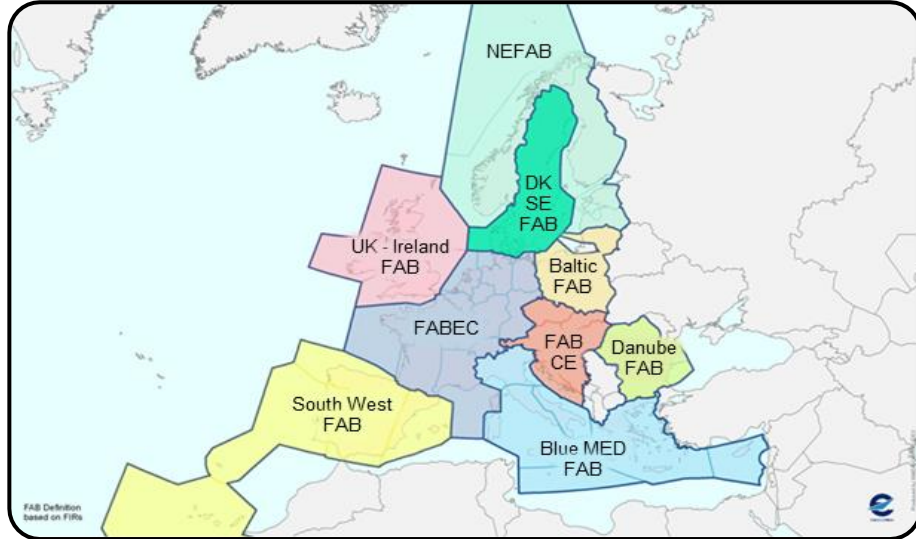 NEFAB
DK
SE
FAB
UK - Ireland
FAB
Baltic
FAB
FABEC
FAB
CE
Danube
FAB
South West
FAB
Blue MED
FAB
FAB Definition
based on FIRs